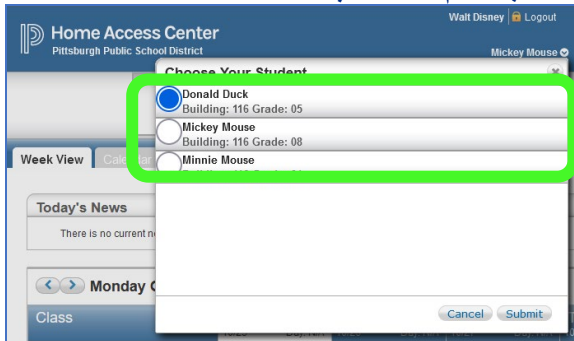 Walt Disney Logout
Home Access Center
Pittsburgh Public School District
Mickey Mouse
Choose Your Student
Donald Duck
Building: 116 Grade: 05
Mickey Mouse
Building: 116 Grade: 08
Minnie Mouse
Week View Calendar
Today's News
There is no current
Monday
Class
Cancel Submit